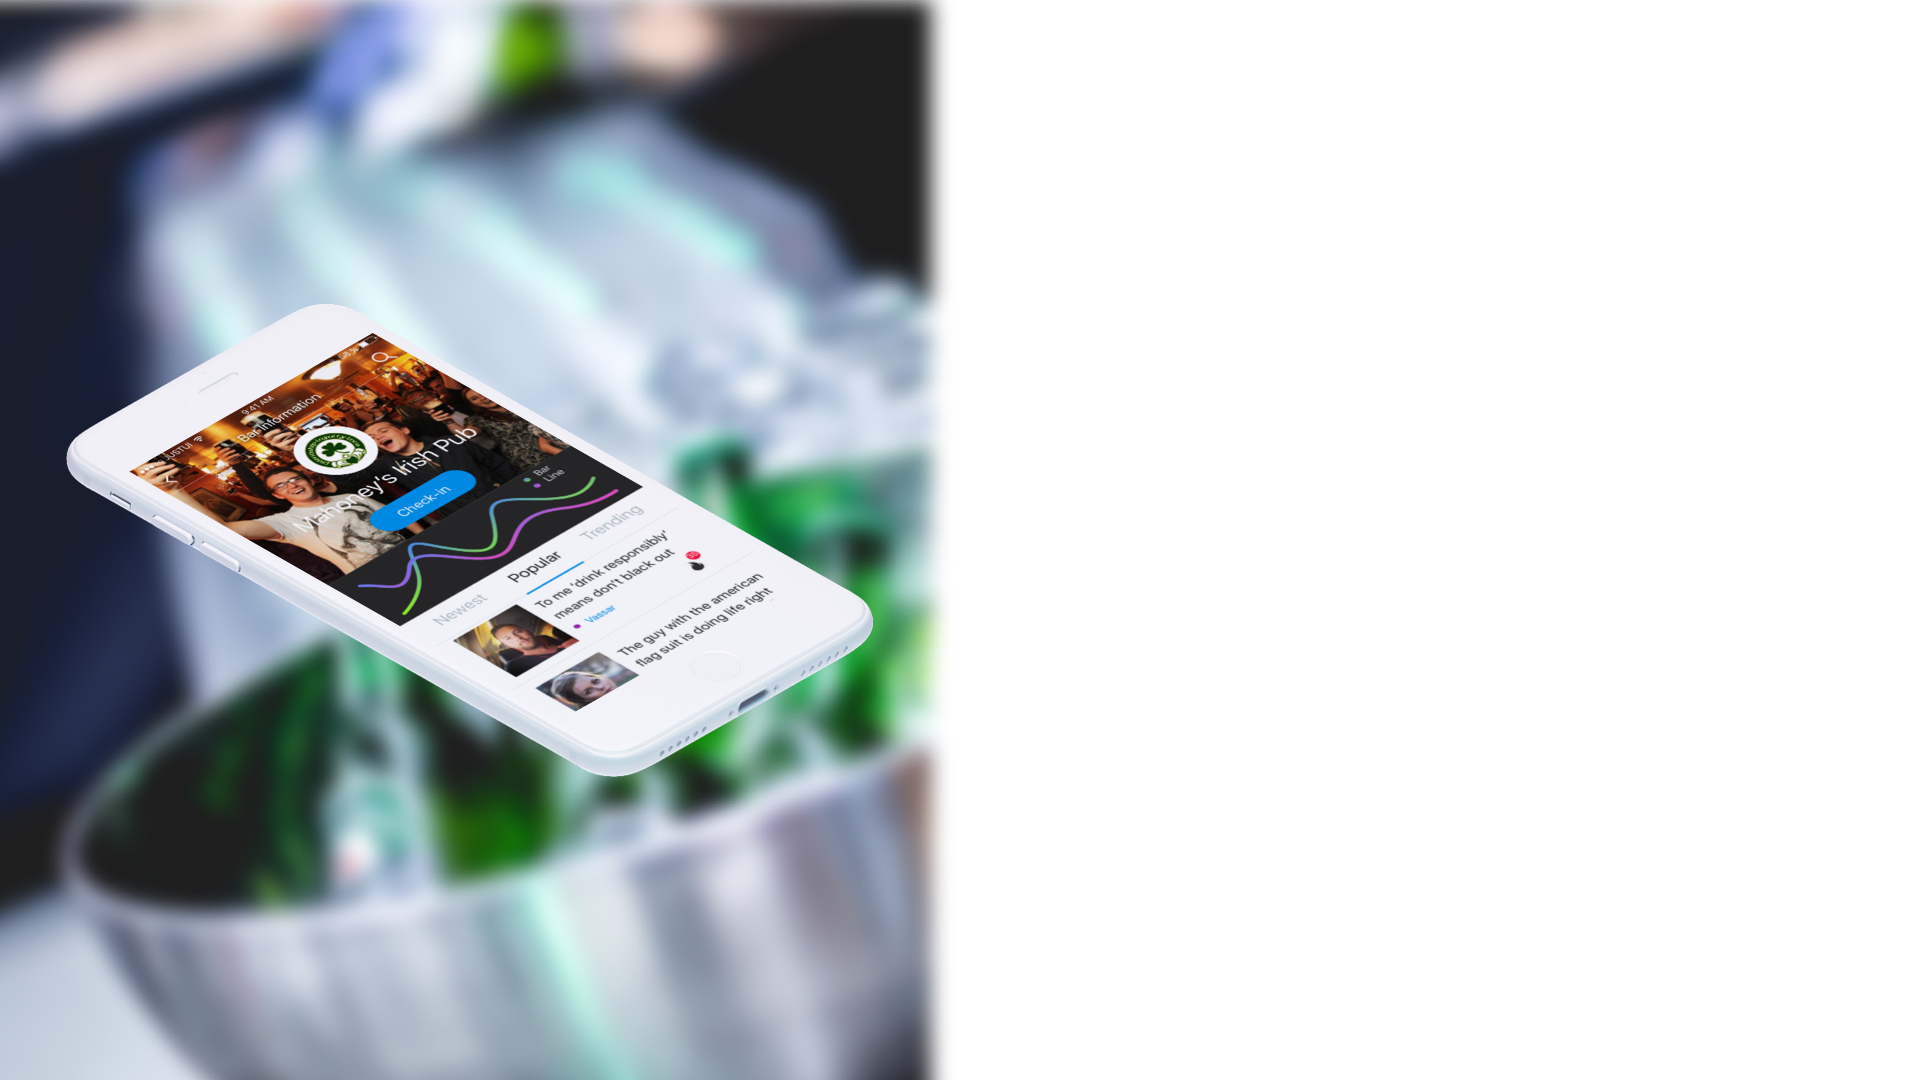 JUSTUI
9:41 AM
Bar Information
Mahoney's Irish Pub
Check-in
Bar
Line
Newest
Popular
Trending
To me 'drink responsibly'
means don't black out
Vassar
The guy with the american
flag suit is doing life right